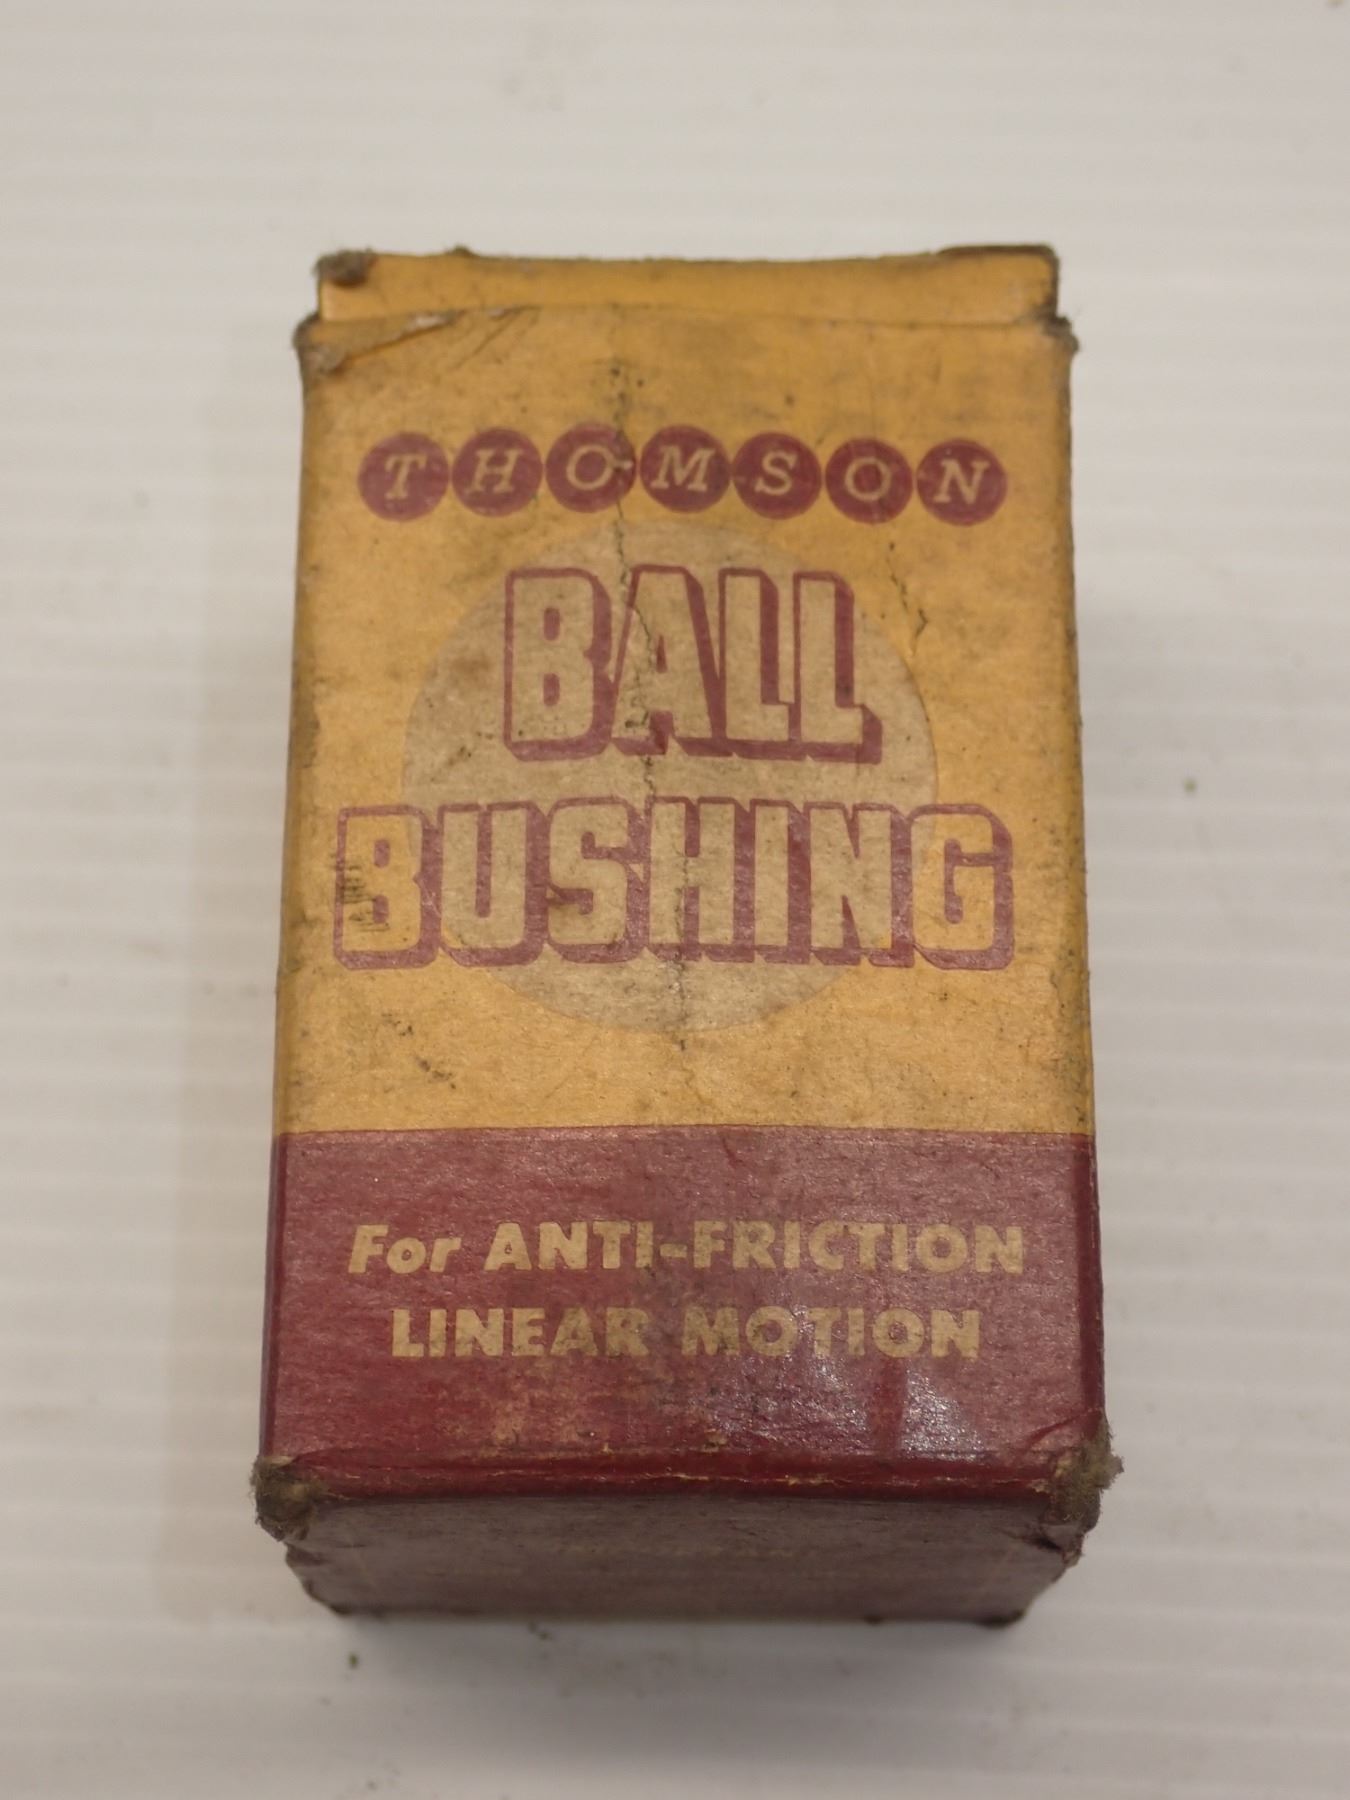 THOMSON
BALL
BUSHING
For ANTI-FRICTION
LINEAR MOTION